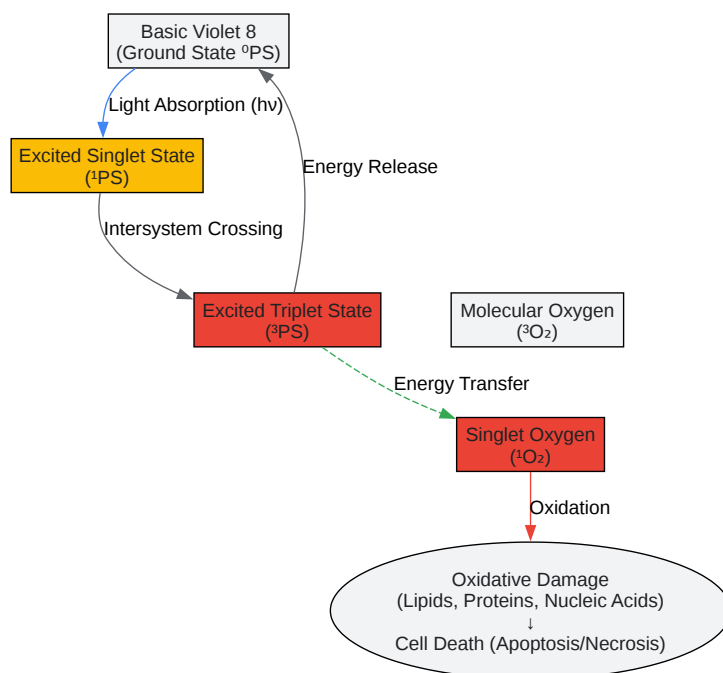 Basic Violet 8
(Ground State ⁰PS)
Light Absorption (hν)
Excited Singlet State
(¹PS)
Energy Release
Intersystem Crossing
Excited Triplet State
(³PS)
Molecular Oxygen
(³O₂)
Energy Transfer
Singlet Oxygen
(¹O₂)
Oxidation
Oxidative Damage
(Lipids, Proteins, Nucleic Acids)
↓
Cell Death (Apoptosis/Necrosis)